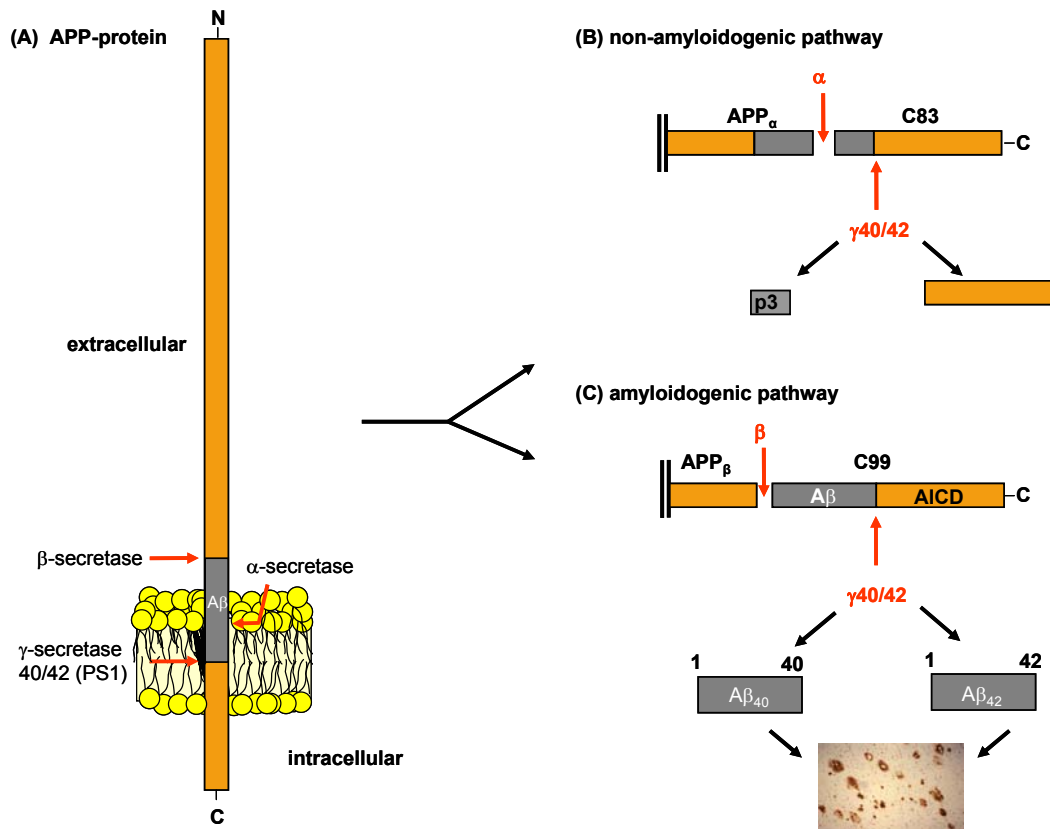 (A) APP-protein
N
extracellular
β-secretase
α-secretase
Aβ
γ-secretase
40/42 (PS1)
intracellular
C
(B) non-amyloidogenic pathway
α
APPα
C83
C
γ40/42
p3
(C) amyloidogenic pathway
β
APPβ
C99
Aβ
AICD
C
γ40/42
1
40
1
42
Aβ40
Aβ42